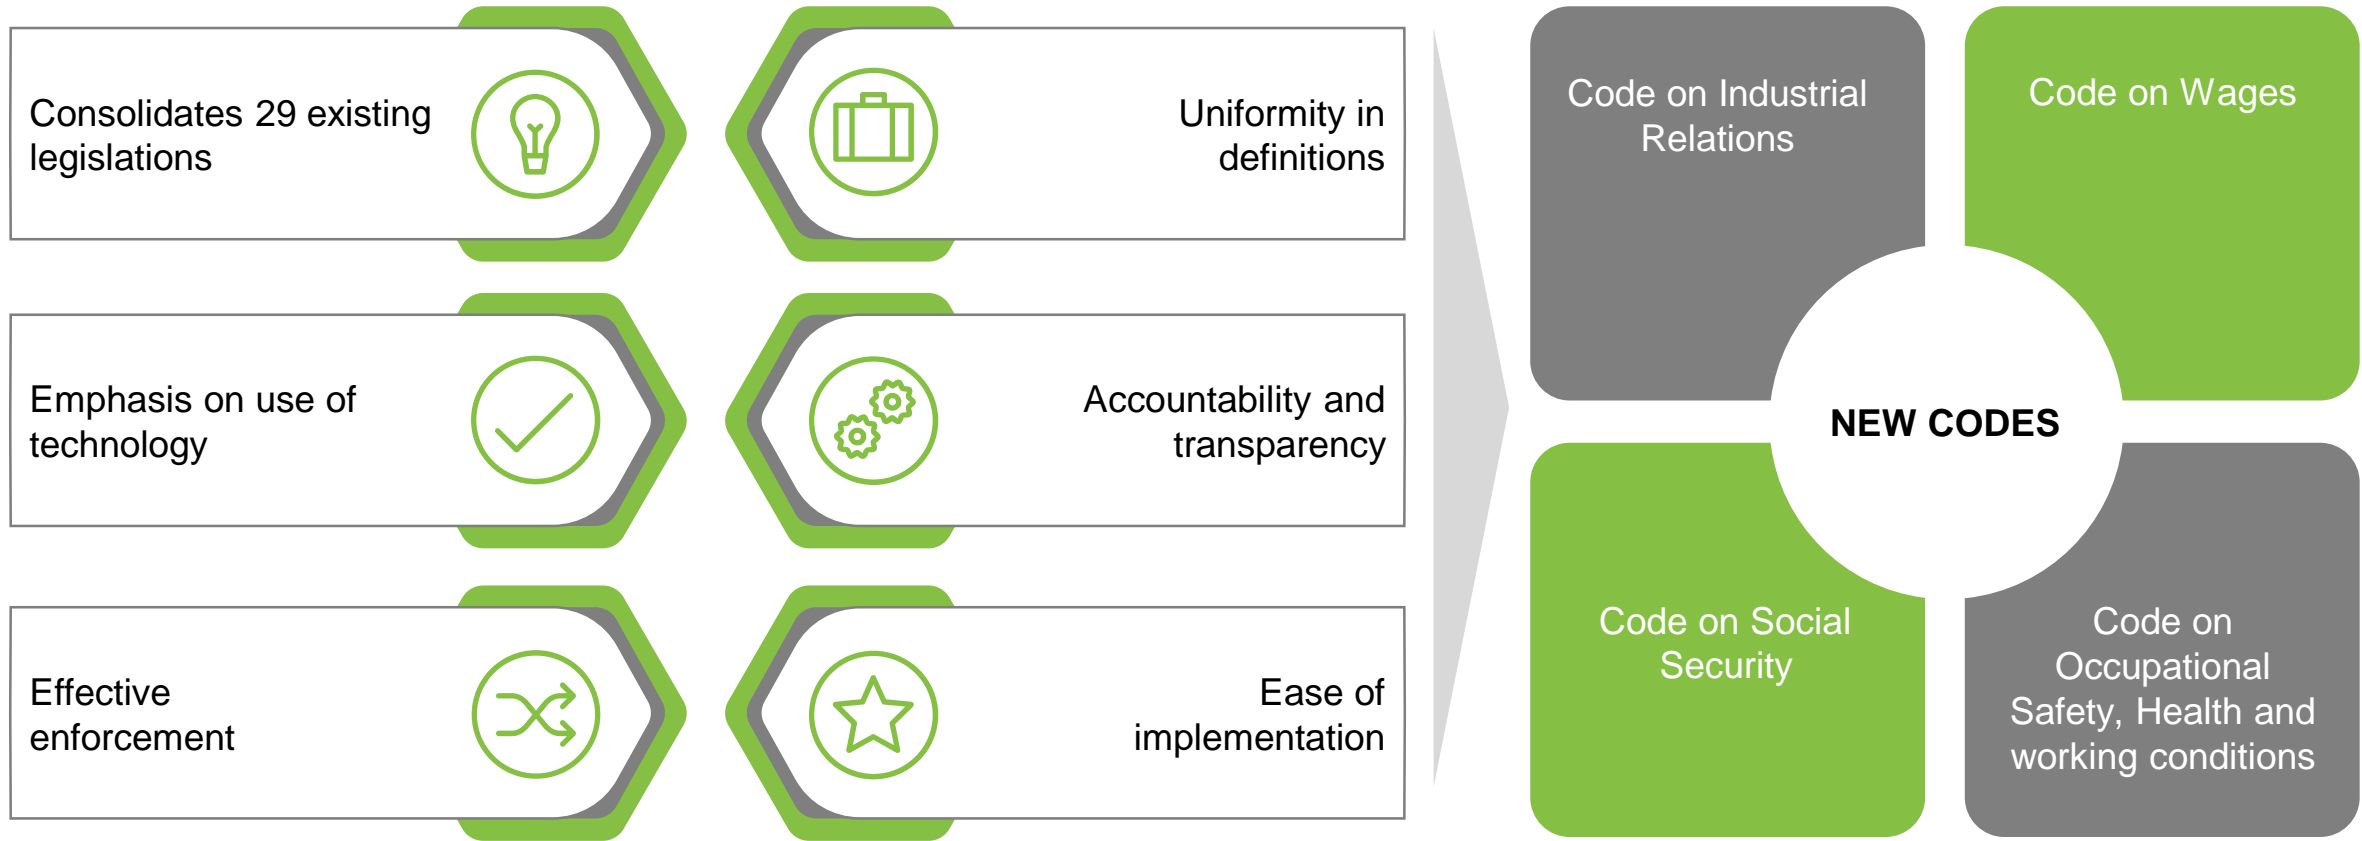 Consolidates 29 existing
legislations
Uniformity in
definitions
Emphasis on use of
technology
Accountability and
transparency
Effective
enforcement
Ease of
implementation
Code on Industrial
Relations
Code on Wages
NEW CODES
Code on Social
Security
Code on
Occupational
Safety, Health and
working conditions